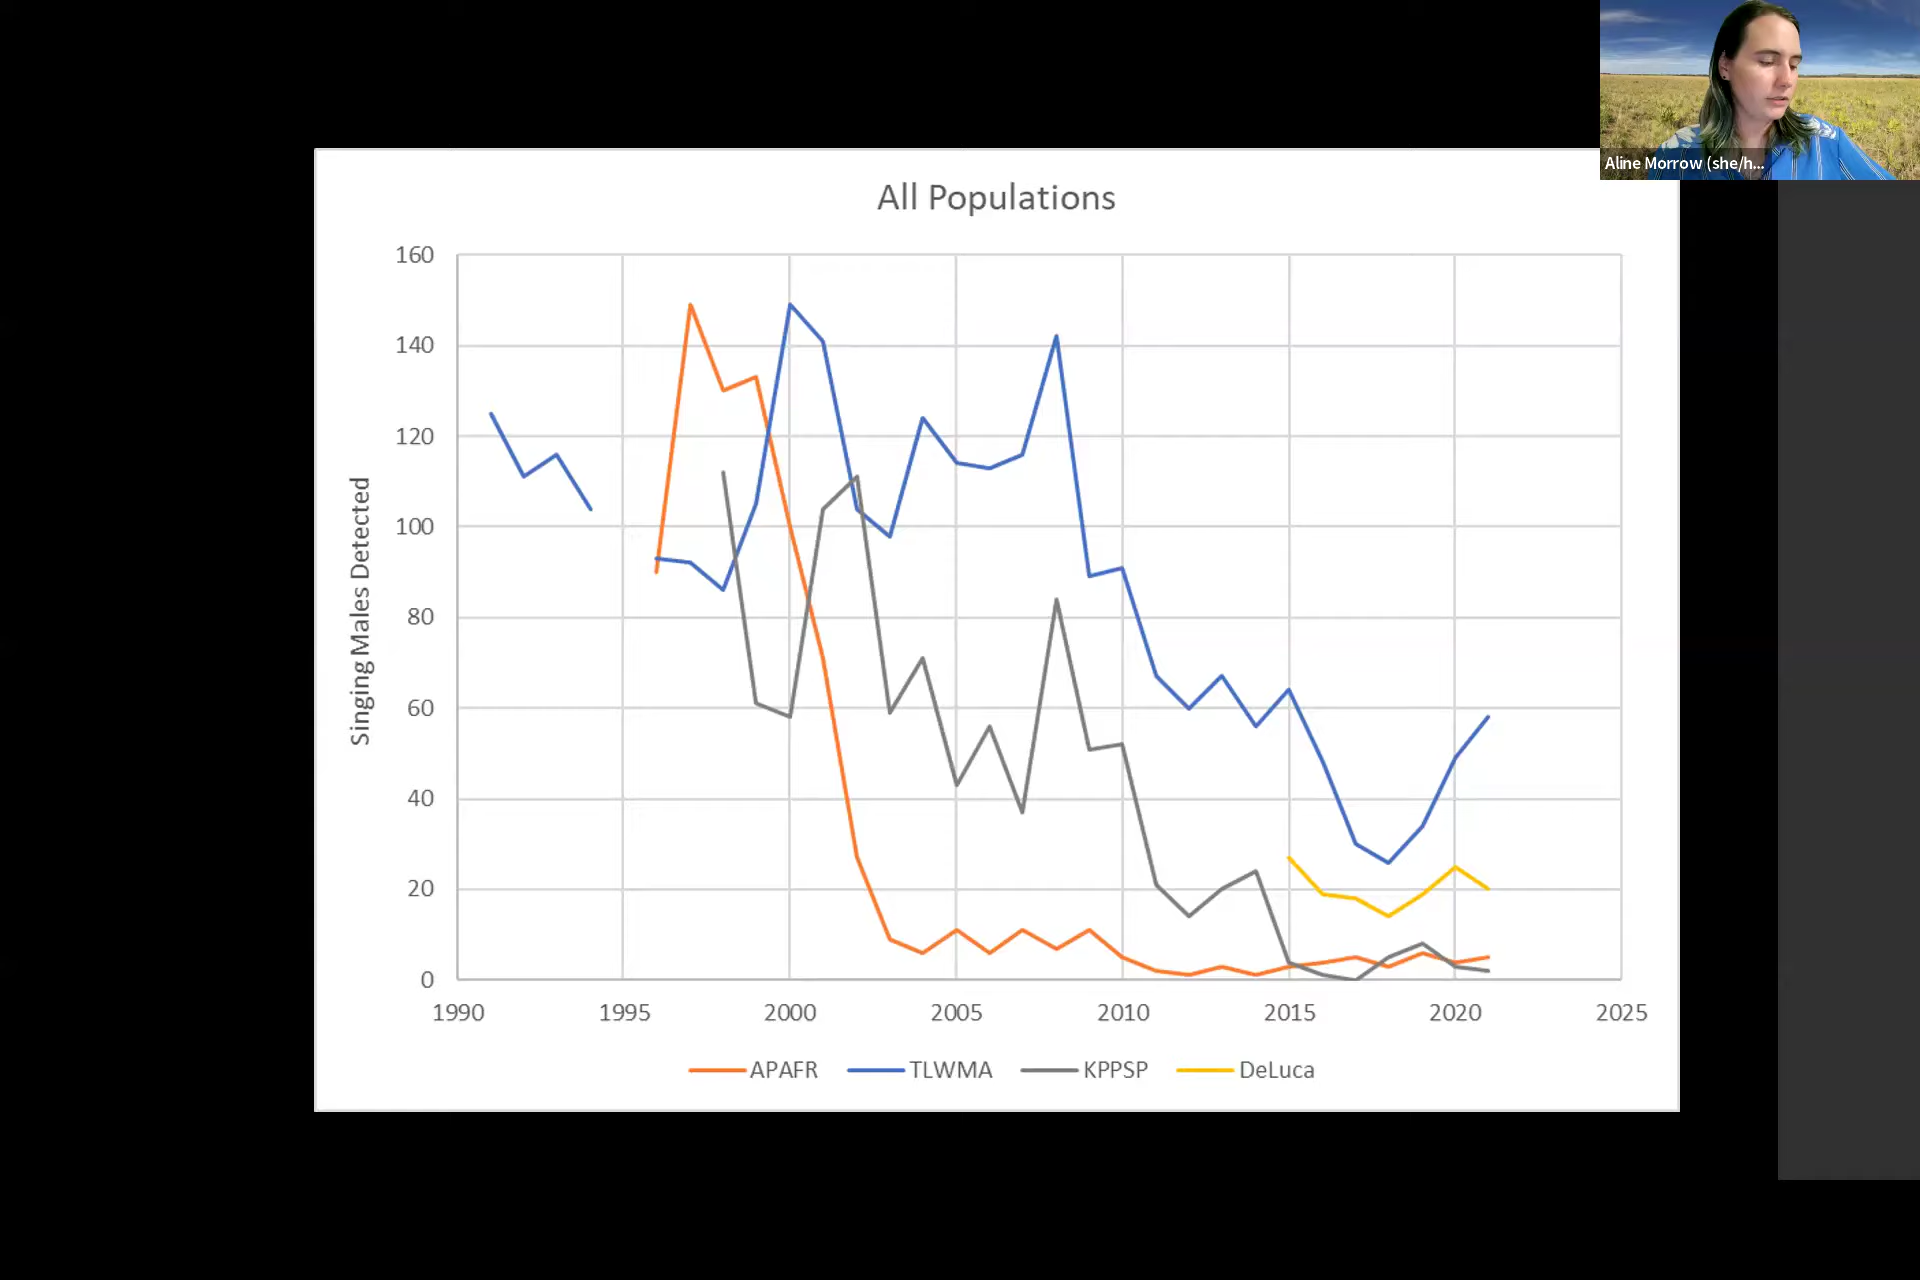 Aline Morrow (she/h...
All Populations
Singing Males Detected
160
140
120
100
80
60
40
20
0
1990 1995 2000 2005 2010 2015 2020 2025
APAFR TLWMA KPPSP DeLuca